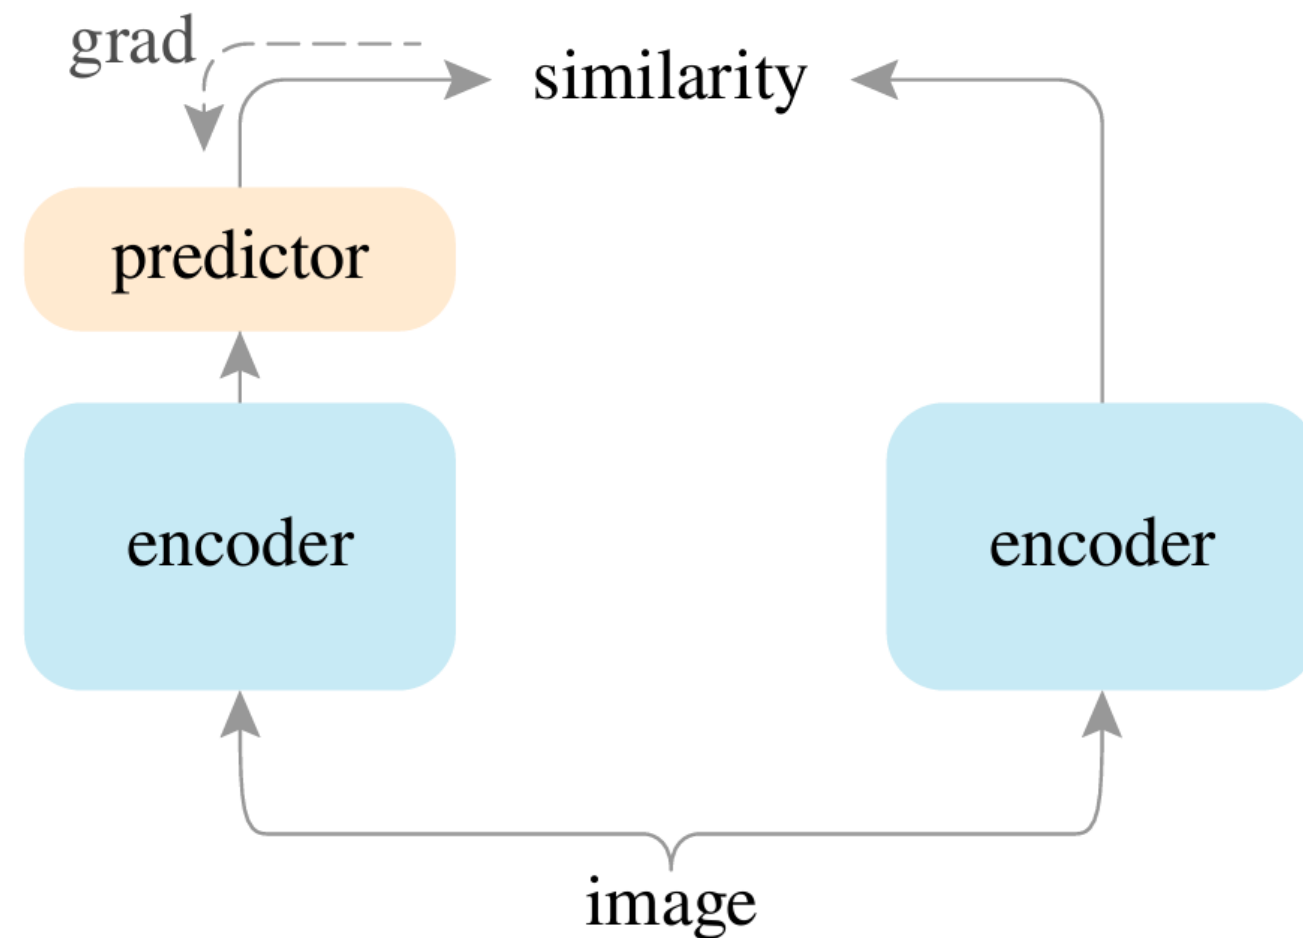 grad
similarity
predictor
encoder
encoder
image